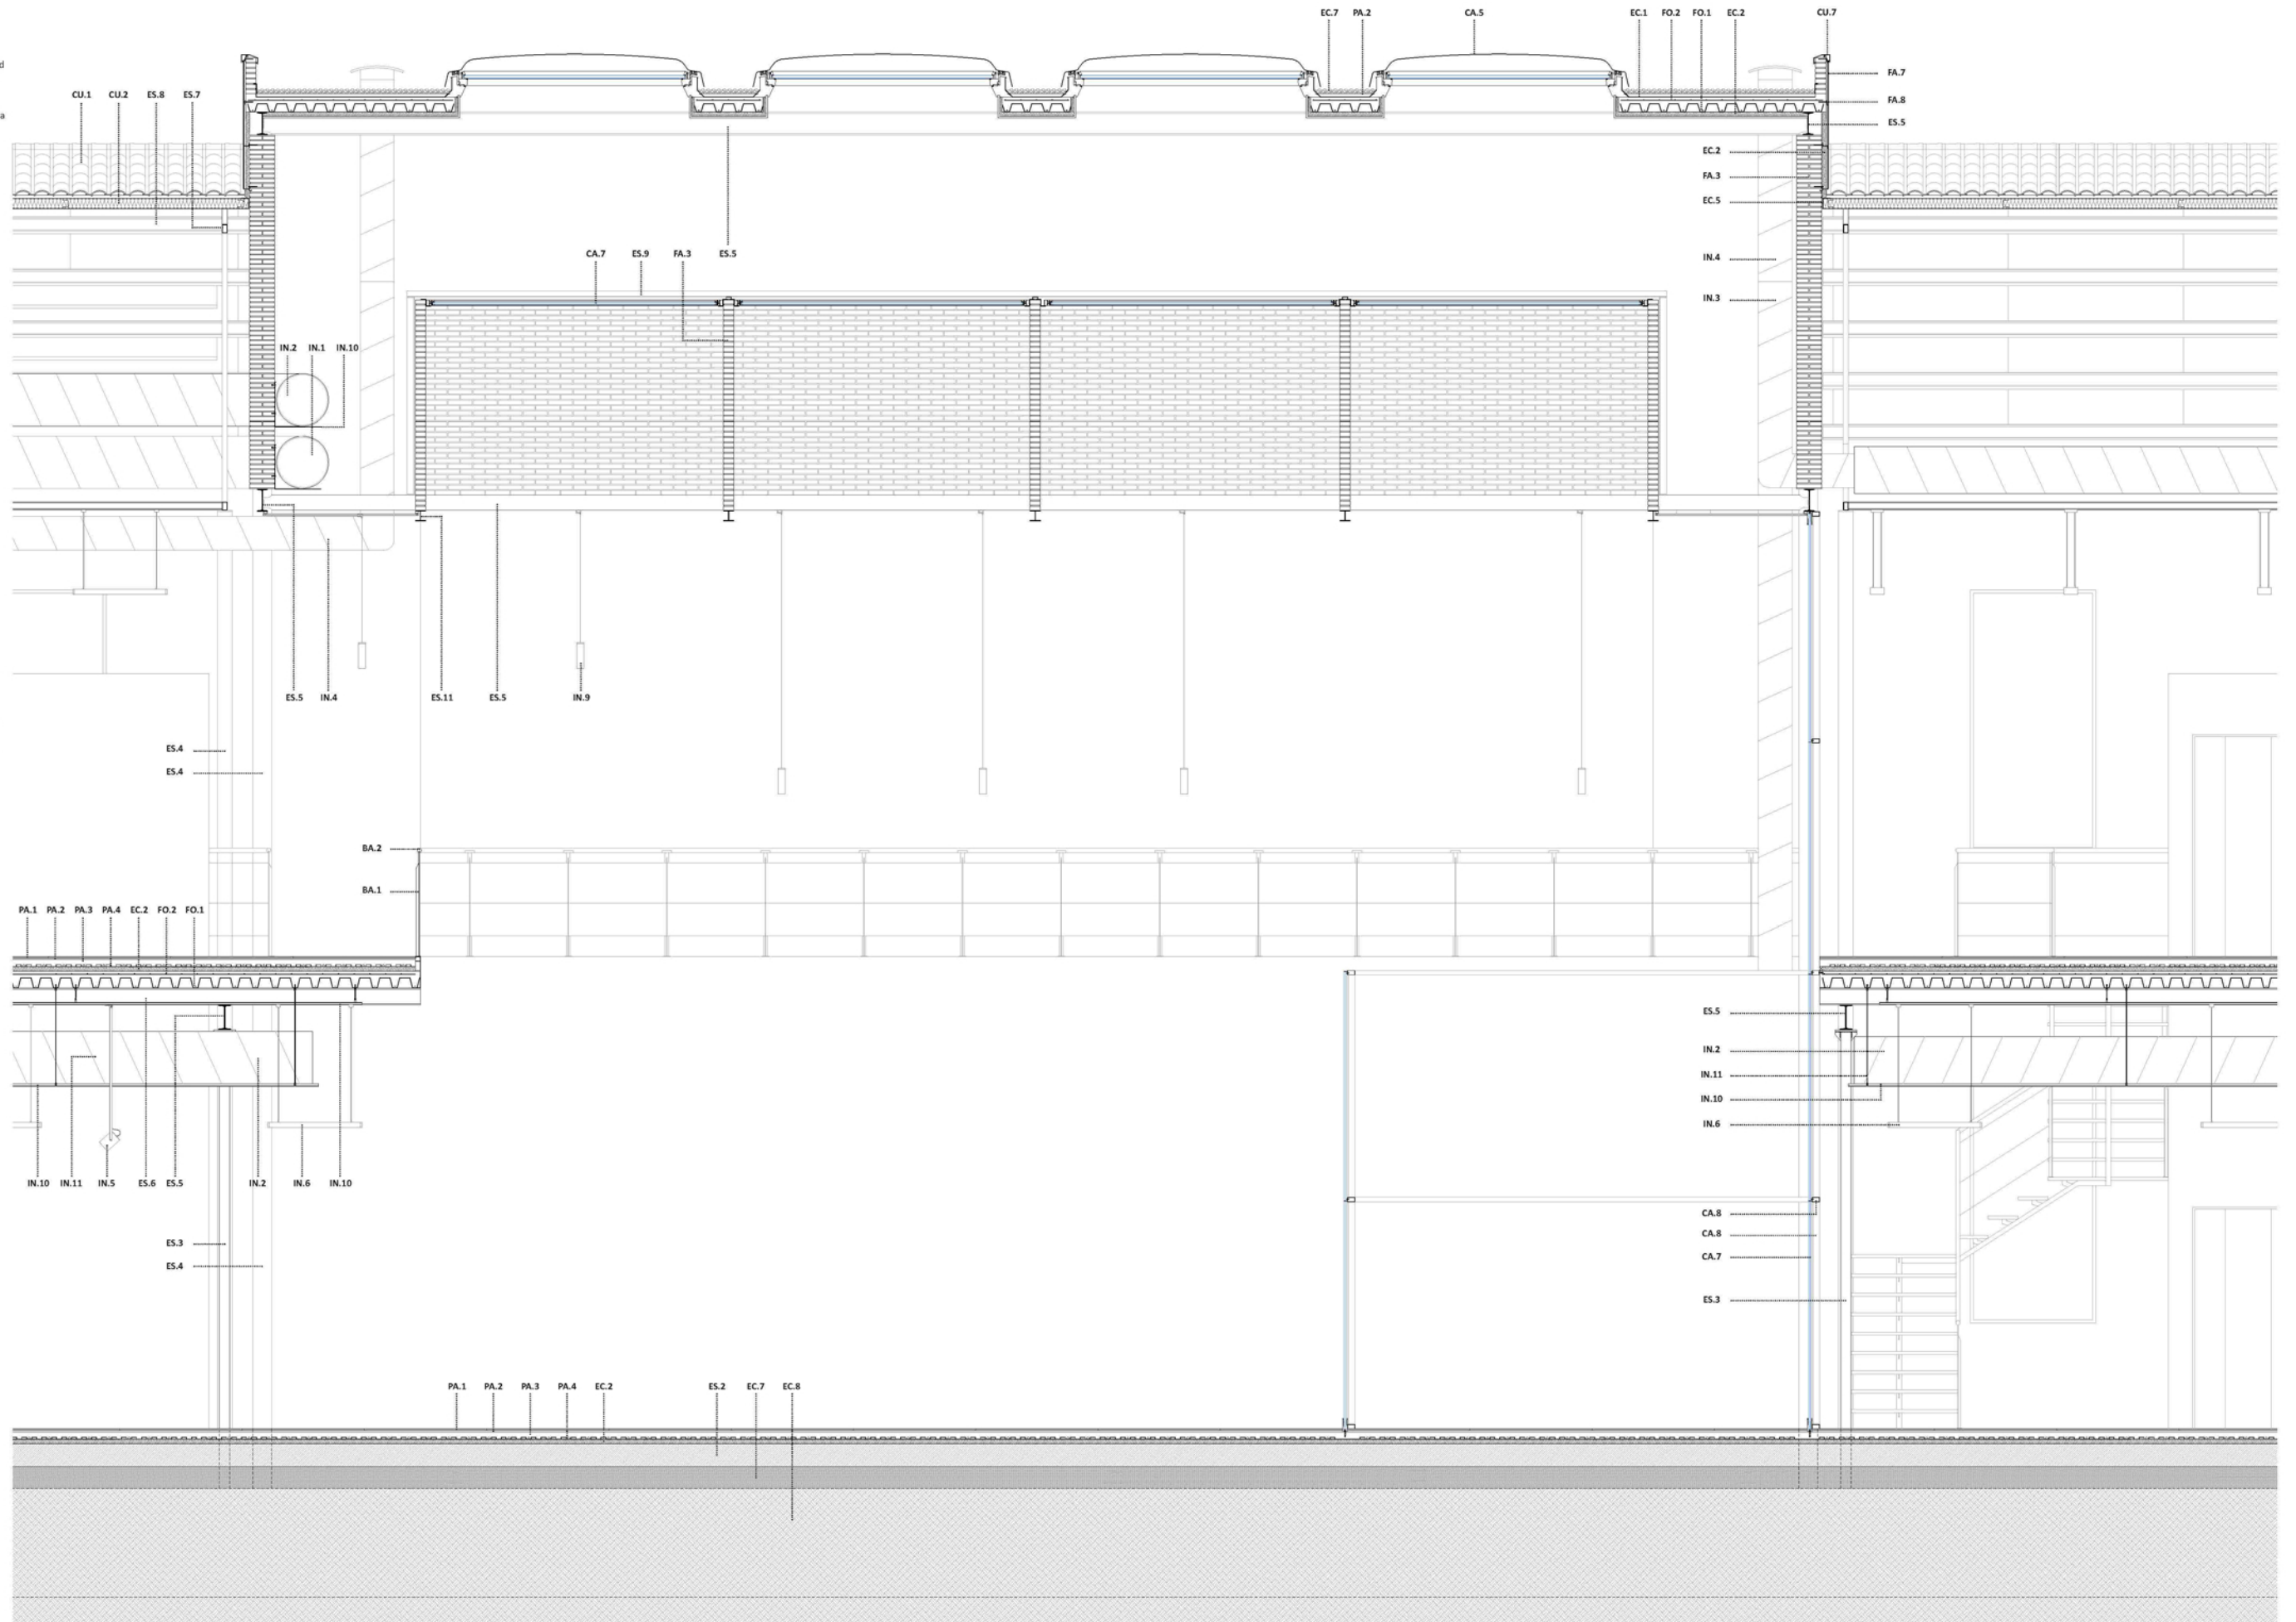 EC.7 PA.2 CA.5 EC.1 FO.2 FO.1 EC.2 CU.7
d
FA.7
CU.1 CU.2 ES.8 ES.7
FA.8
a
ES.5
EC.2
FA.3
EC.5
CA.7 ES.9 FA.3 ES.5
IN.4
IN.3
IN.2 IN.1 IN.10
ES.5 IN.4 ES.11 ES.5 IN.9
ES.4
ES.4
BA.2
BA.1
PA.1 PA.2 PA.3 PA.4 EC.2 FO.2 FO.1
ES.5
IN.2
IN.11
IN.10
IN.6
IN.10 IN.11 IN.5 ES.6 ES.5 IN.2 IN.6 IN.10
CA.8
CA.8
ES.3
CA.7
ES.4
ES.3
PA.1 PA.2 PA.3 PA.4 EC.2 ES.2 EC.7 EC.8